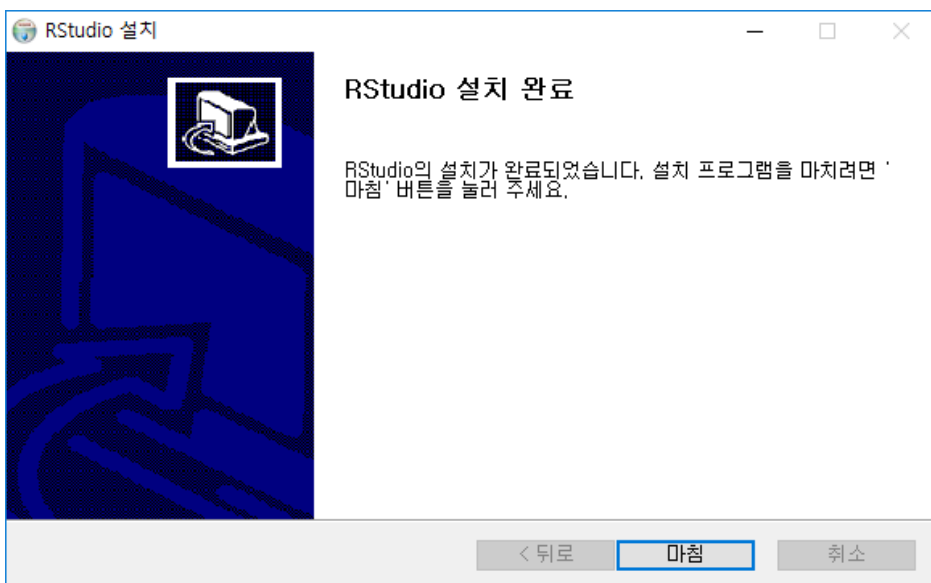 RStudio 설치
RStudio 설치 완료
RStudio의 설치가 완료되었습니다. 설치 프로그램을 마치려면 '
마침' 버튼을 눌러 주세요.
< 뒤로
마침
취소